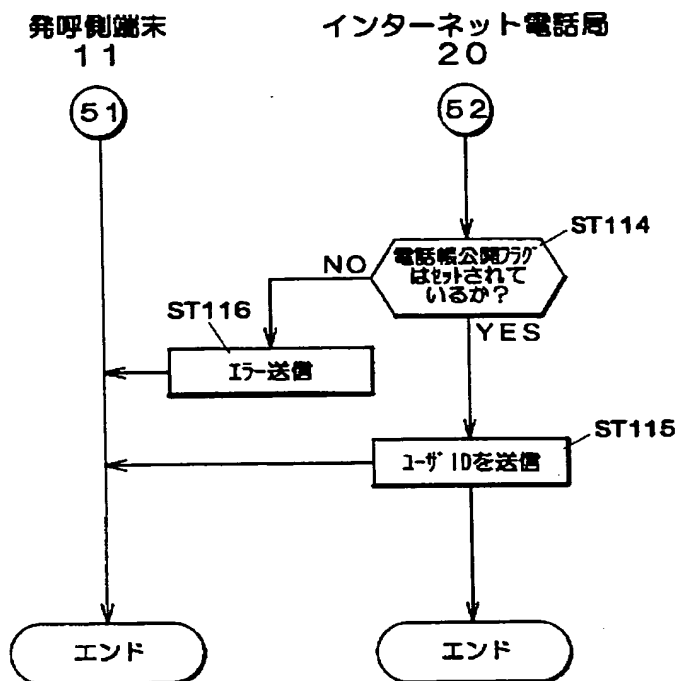 発呼側端末
11
インターネット電話局
20
51
52
ST114
電話帳公開フラグ
はセットされて
いるか？
NO
YES
ST116
エラー送信
ST115
ユーザIDを送信
エンド
エンド